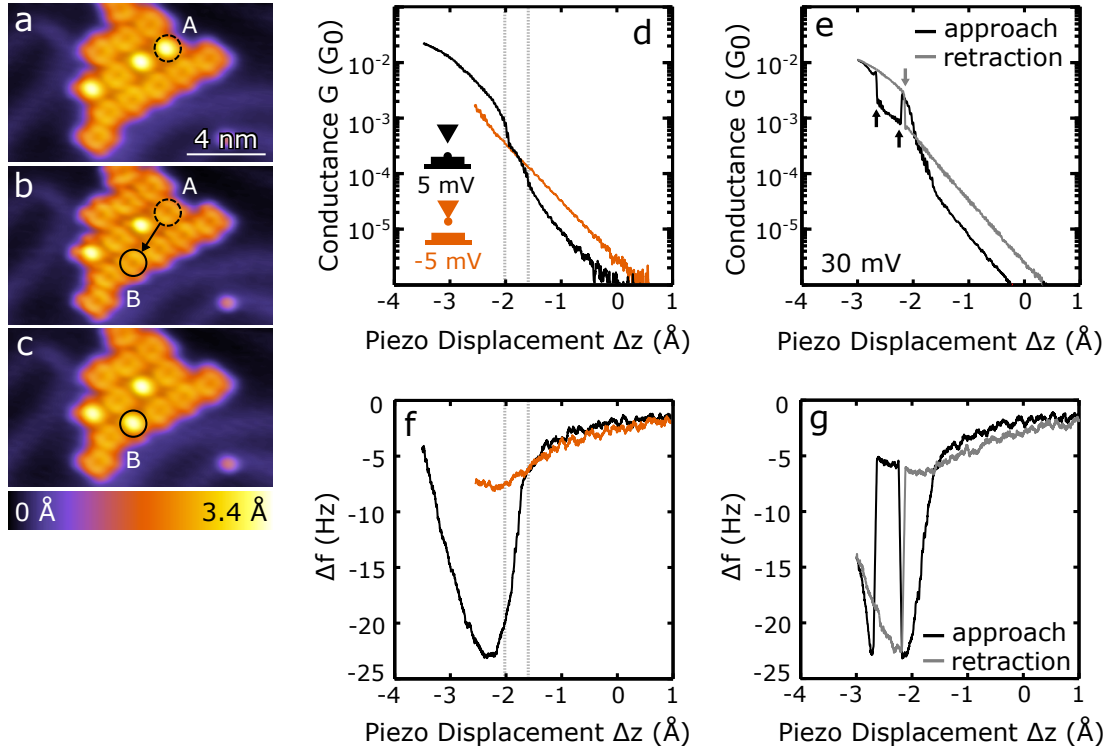 a
A
4 nm
b
A
B
c
B
0 Å
3.4 Å
d
Conductance G (G0)
10⁻²
10⁻³
10⁻⁴
10⁻⁵
5 mV
-5 mV
-4 -3 -2 -1 0 1
Piezo Displacement Δz (Å)
e
approach
retraction
Conductance G (G0)
10⁻²
10⁻³
10⁻⁴
10⁻⁵
30 mV
-4 -3 -2 -1 0 1
Piezo Displacement Δz (Å)
f
Δf (Hz)
0
-5
-10
-15
-20
-25
-4 -3 -2 -1 0 1
Piezo Displacement Δz (Å)
g
Δf (Hz)
0
-5
-10
-15
-20
-25
approach
retraction
-4 -3 -2 -1 0 1
Piezo Displacement Δz (Å)